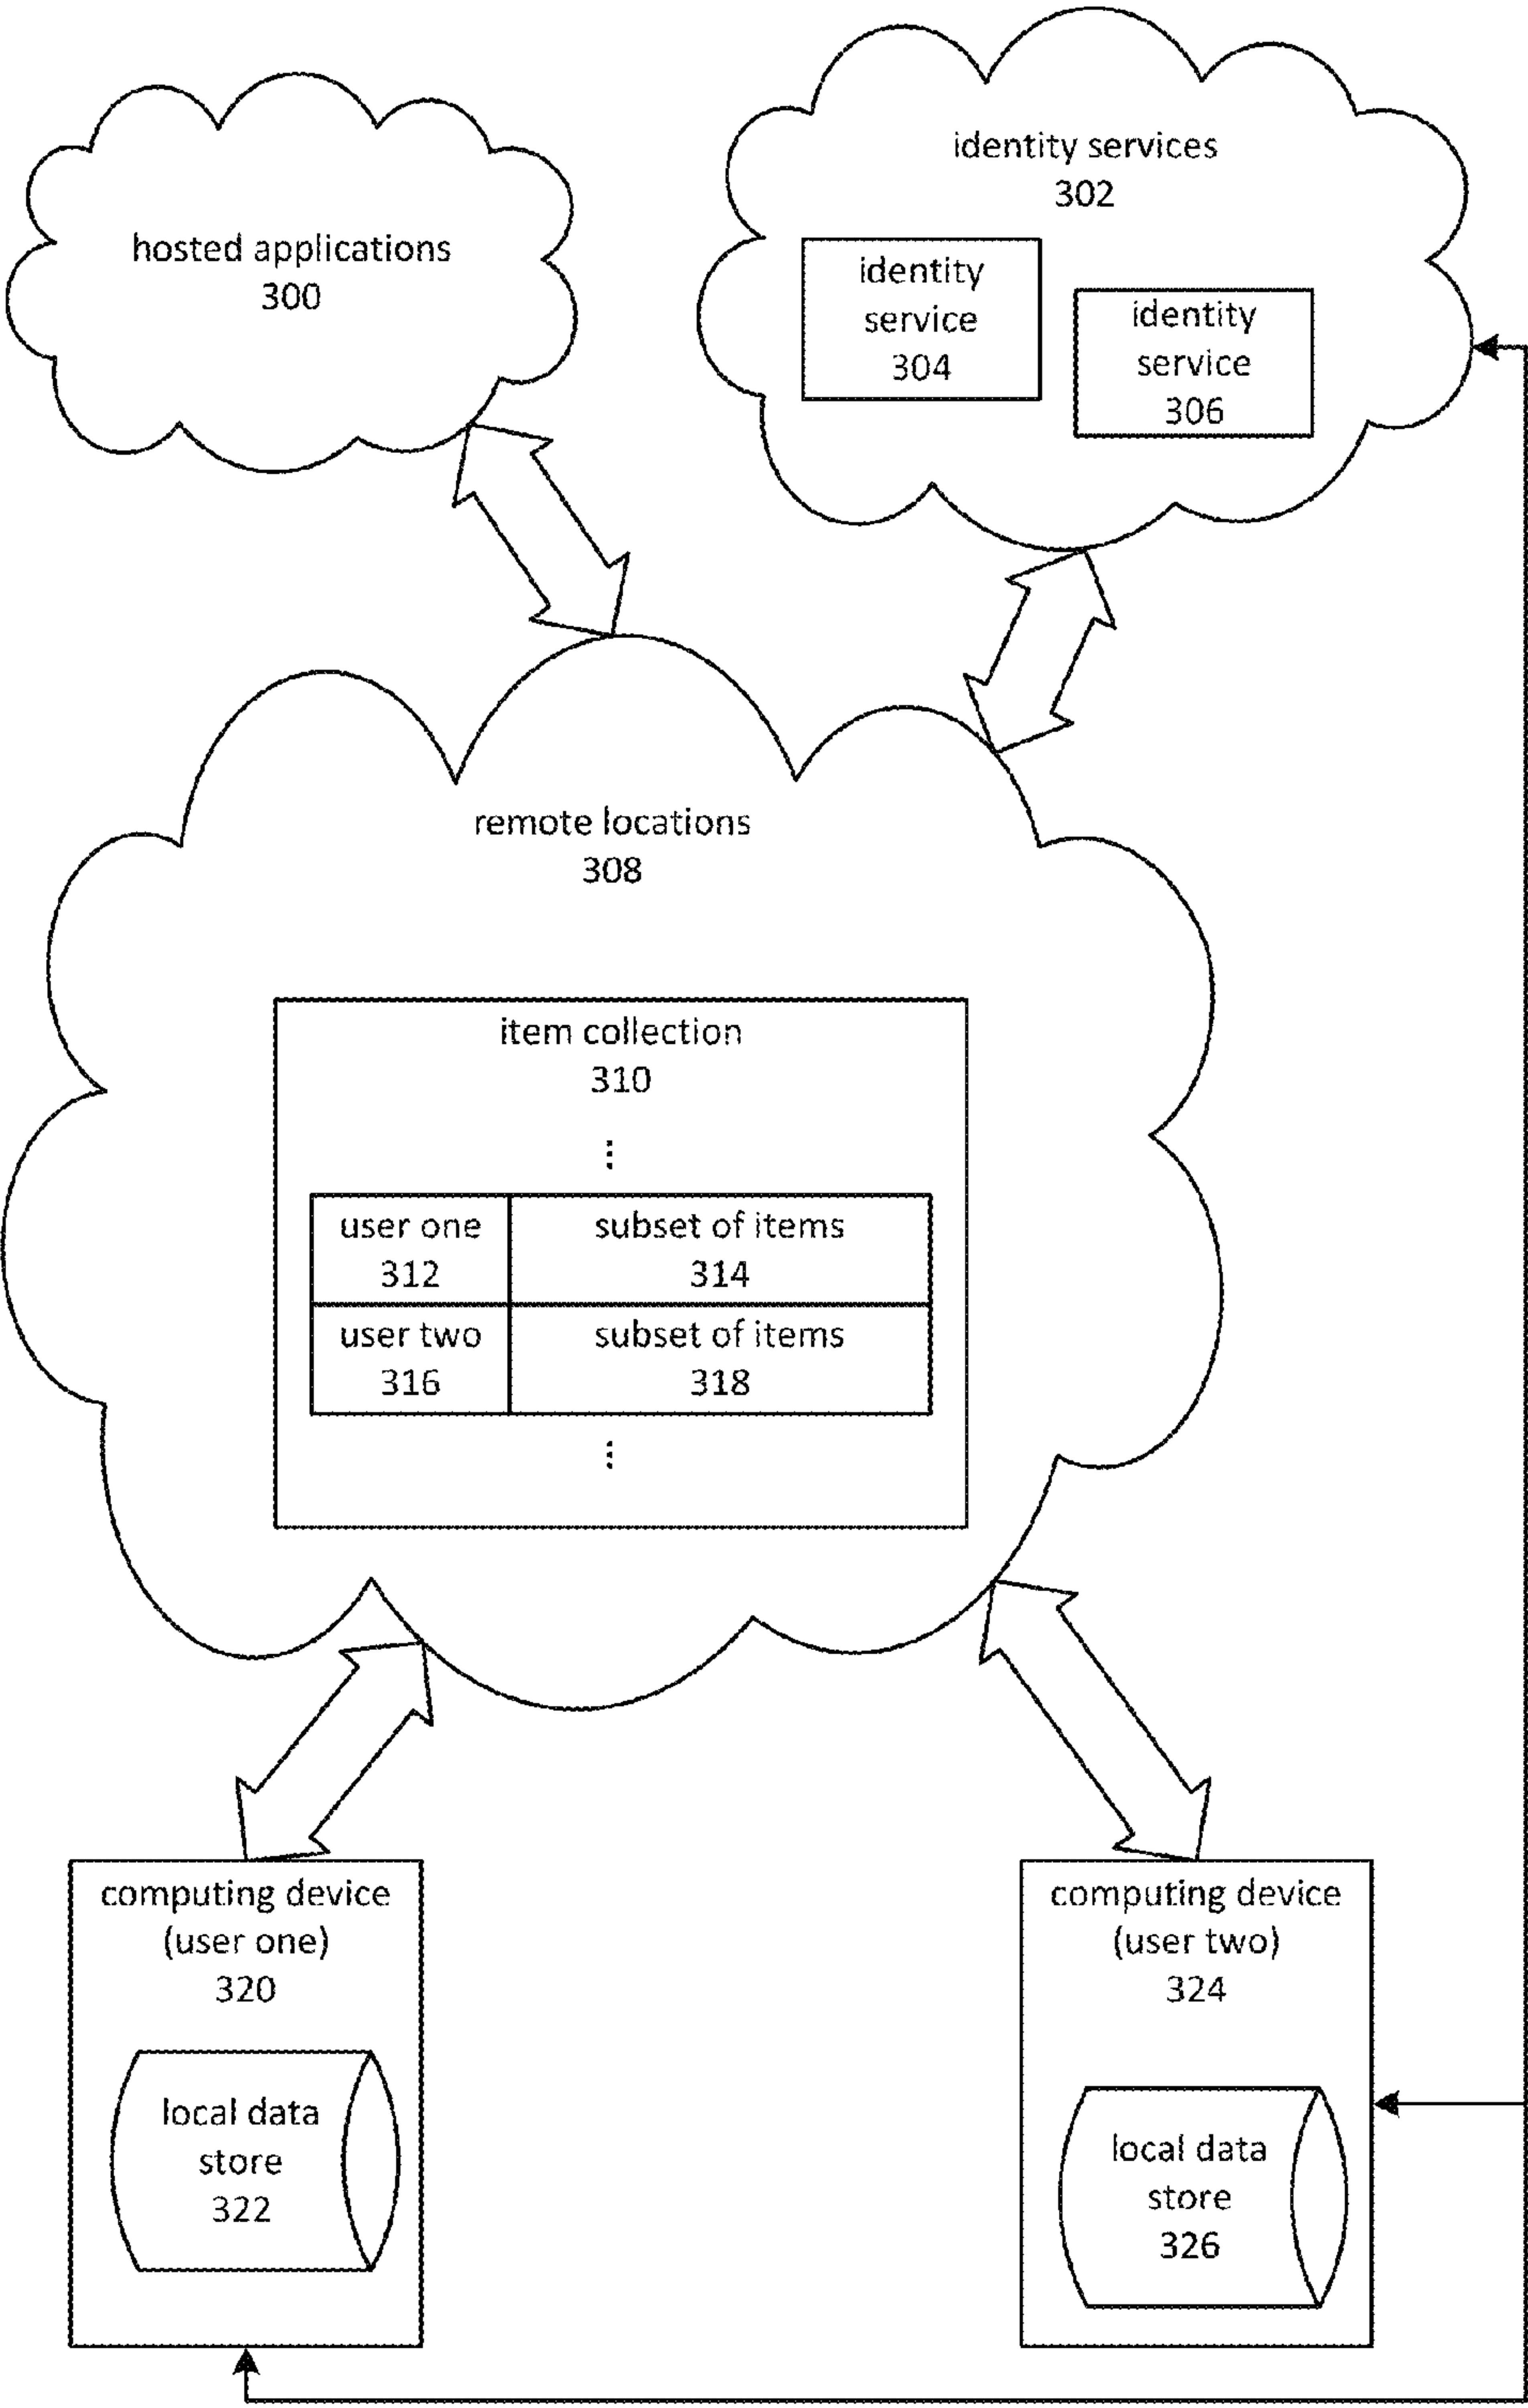 hosted applications
300
identity services
302
identity
service
304
identity
service
306
remote locations
308
item collection
310
...
user one
312
subset of items
314
user two
316
subset of items
318
...
computing device
(user one)
320
local data
store
322
computing device
(user two)
324
local data
store
326